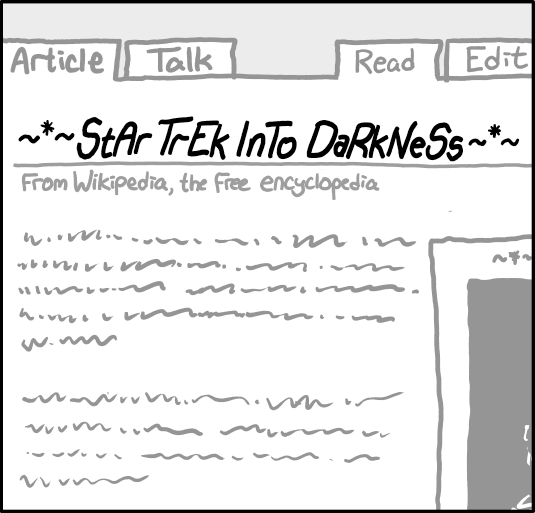 Article Talk Read Edit
~*~StAr TrEk InTo DaRkNeSs~*~
From Wikipedia, the Free encyclopedia